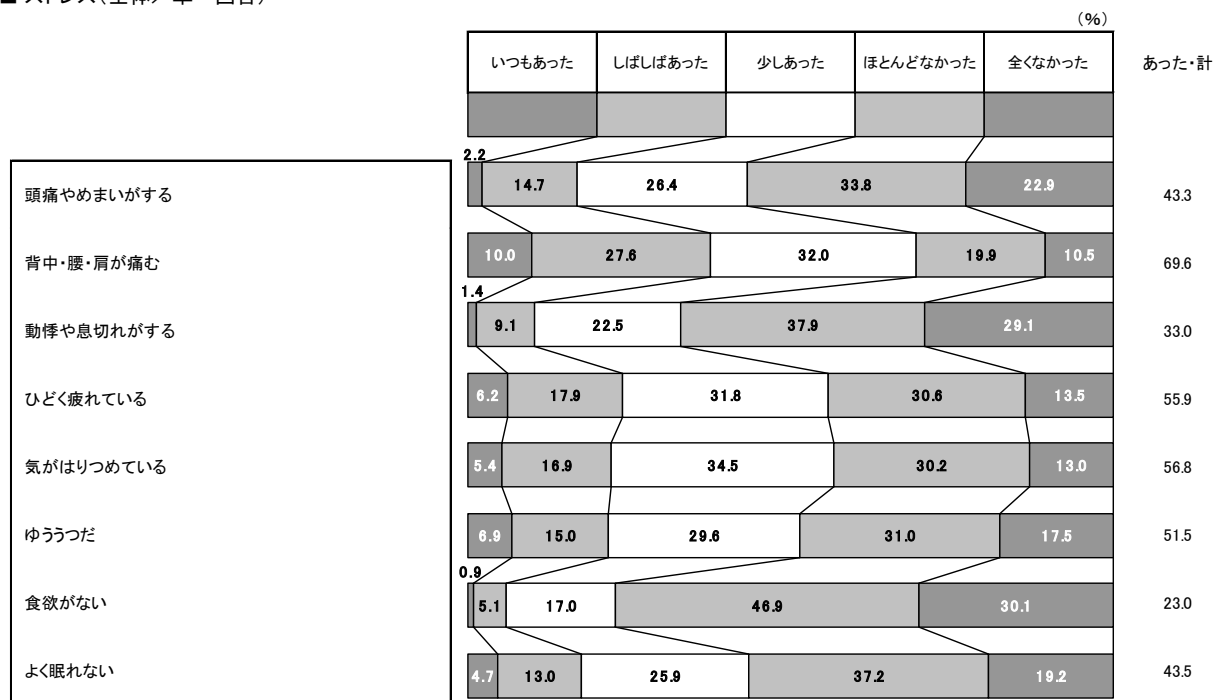 (%)
いつもあった しばしばあった 少しあった ほとんどなかった 全くなかった あった・計
頭痛やめまいがする 2.2 14.7 26.4 33.8 22.9 43.3
背中・腰・肩が痛む 10.0 27.6 32.0 19.9 10.5 69.6
動悸や息切れがする 1.4 9.1 22.5 37.9 29.1 33.0
ひどく疲れている 6.2 17.9 31.8 30.6 13.5 55.9
気がはりつめている 5.4 16.9 34.5 30.2 13.0 56.8
ゆううつだ 6.9 15.0 29.6 31.0 17.5 51.5
食欲がない 0.9 5.1 17.0 46.9 30.1 23.0
よく眠れない 4.7 13.0 25.9 37.2 19.2 43.5